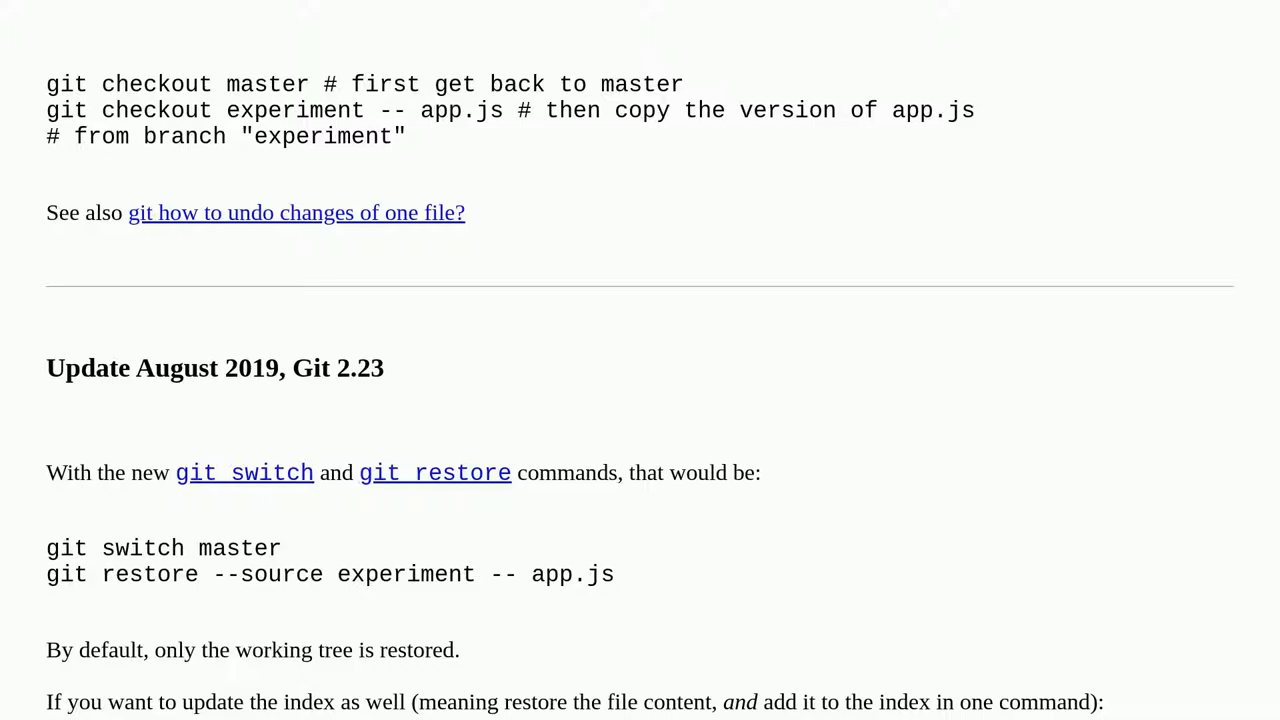 git checkout master # first get back to master
git checkout experiment -- app.js # then copy the version of app.js
# from branch "experiment"
See also git how to undo changes of one file?
Update August 2019, Git 2.23
With the new git switch and git restore commands, that would be:
git switch master
git restore --source experiment -- app.js
By default, only the working tree is restored.
If you want to update the index as well (meaning restore the file content, and add it to the index in one command):